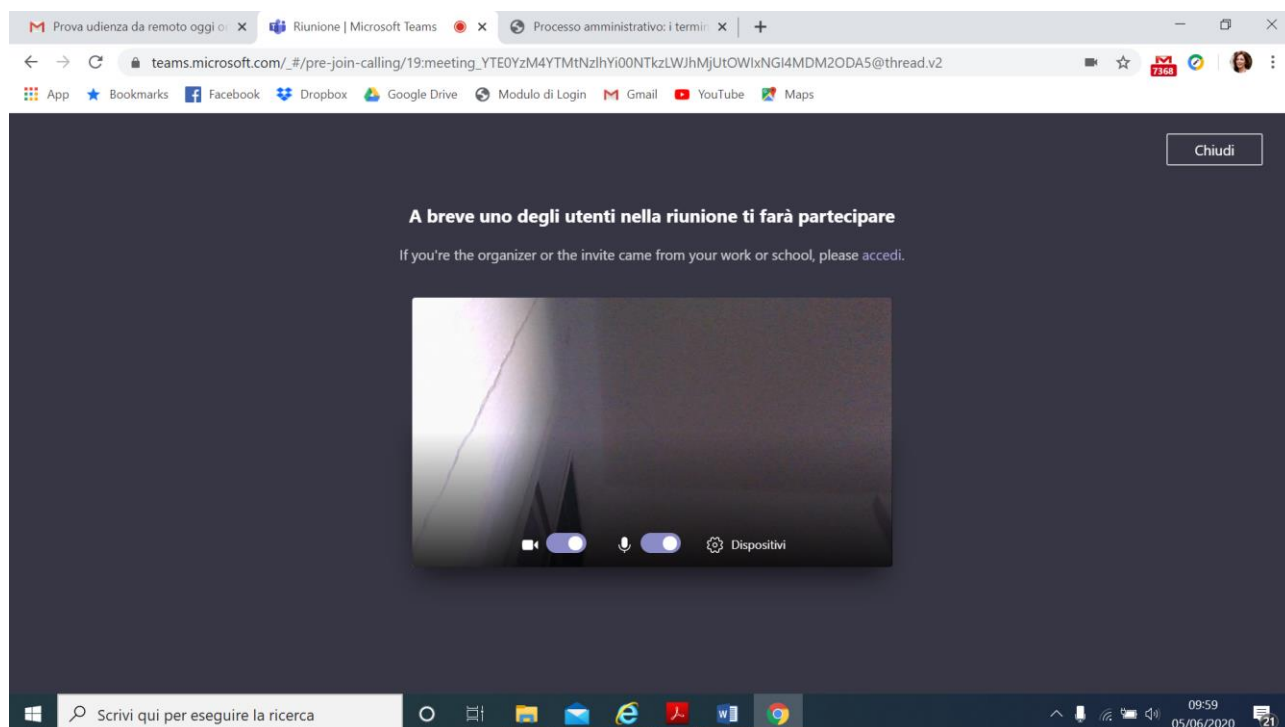 Prova udienza da remoto oggi o
Riunione | Microsoft Teams
Processo amministrativo: i termin
teams.microsoft.com/_#/pre-join-calling/19:meeting_YTE0YzM4YTMtNzlhYi00NTkzLWJhMjUtOWIxNGI4MDM2ODA5@thread.v2
7368
App
Bookmarks
Facebook
Dropbox
Google Drive
Modulo di Login
Gmail
YouTube
Maps
Chiudi
A breve uno degli utenti nella riunione ti farà partecipare
If you're the organizer or the invite came from your work or school, please accedi.
Dispositivi
Scrivi qui per eseguire la ricerca
09:59
05/06/2020
21